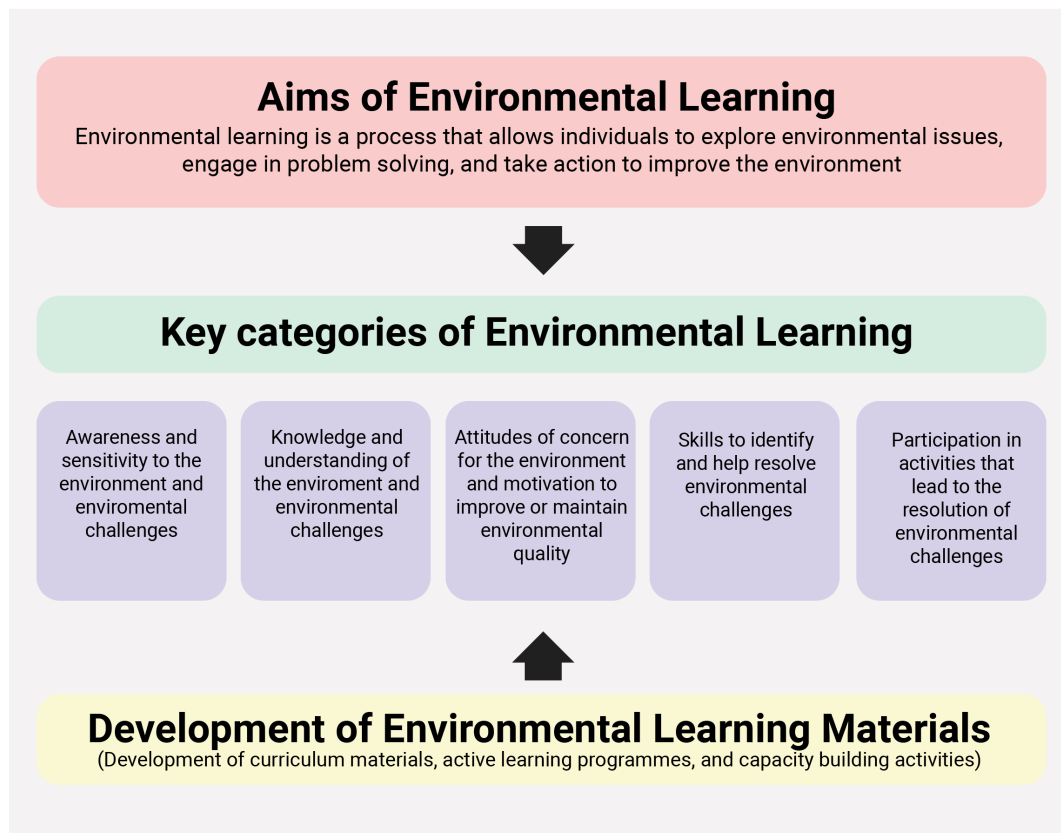 Aims of Environmental Learning
Environmental learning is a process that allows individuals to explore environmental issues,
engage in problem solving, and take action to improve the environment
Key categories of Environmental Learning
Awareness and
sensitivity to the
environment and
enviromental
challenges
Knowledge and
understanding of
the enviroment and
environmental
challenges
Attitudes of concern
for the environment
and motivation to
improve or maintain
environmental
quality
Skills to identify
and help resolve
environmental
challenges
Participation in
activities that
lead to the
resolution of
environmental
challenges
Development of Environmental Learning Materials
(Development of curriculum materials, active learning programmes, and capacity building activities)